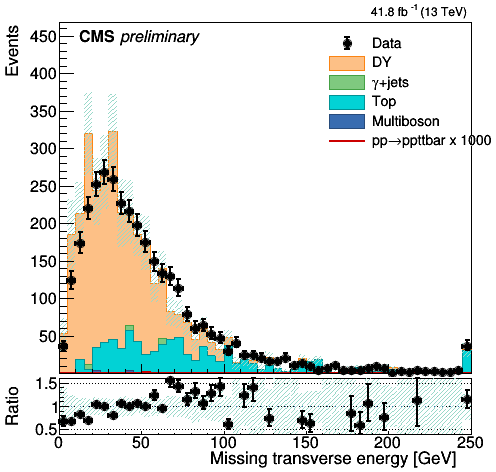 41.8 fb⁻¹ (13 TeV)
CMS preliminary
Events
450
400
350
300
250
200
150
100
50
Data
DY
γ+jets
Top
Multiboson
pp→ppttbar x 1000
Ratio
1.5
1
0.5
0 50 100 150 200 250
Missing transverse energy [GeV]